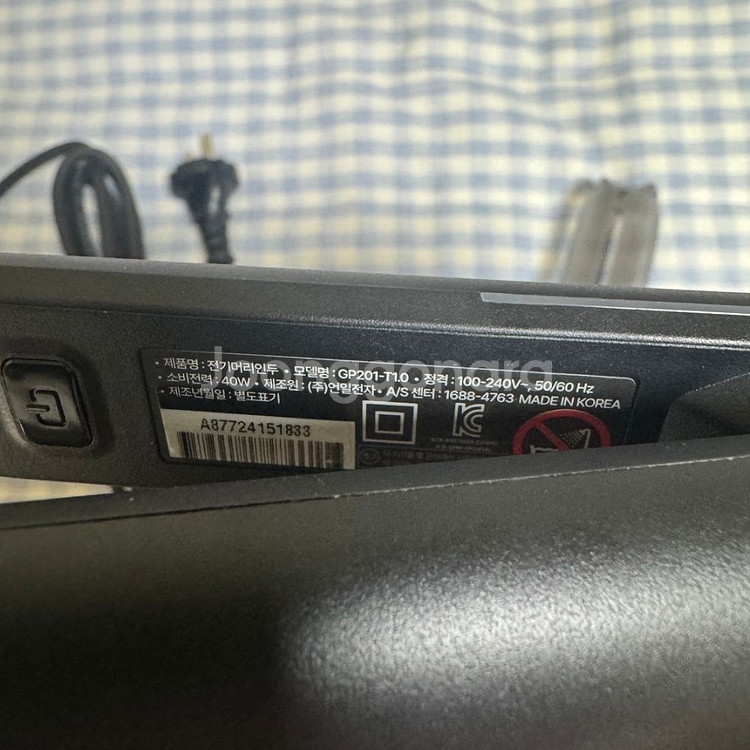 • 제품명 : 전기머리인두 • 모델명 : GP201-T1.0 • 정격 : 100-240V~, 50/60 Hz
• 소비전력 : 40W • 제조원 : (주)언일전자 • A/S 센터 : 1688-4763 MADE IN KOREA
• 제조년월일 : 별도표기
A87724151833
Joonggonara